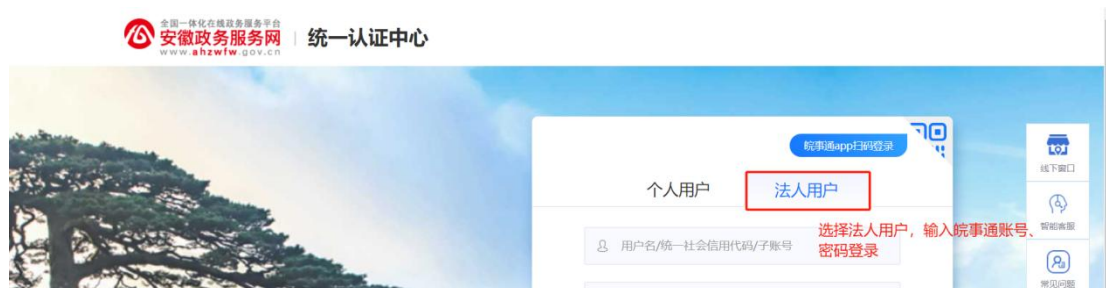 全国一体化在线政务服务平台
安徽政务服务网
www.ahzwfw.gov.cn
统一认证中心
皖事通app扫码登录
个人用户
法人用户
用户名/统一社会信用代码/子账号
选择法人用户，输入皖事通账号、
密码登录
线下窗口
智能客服
常见问题